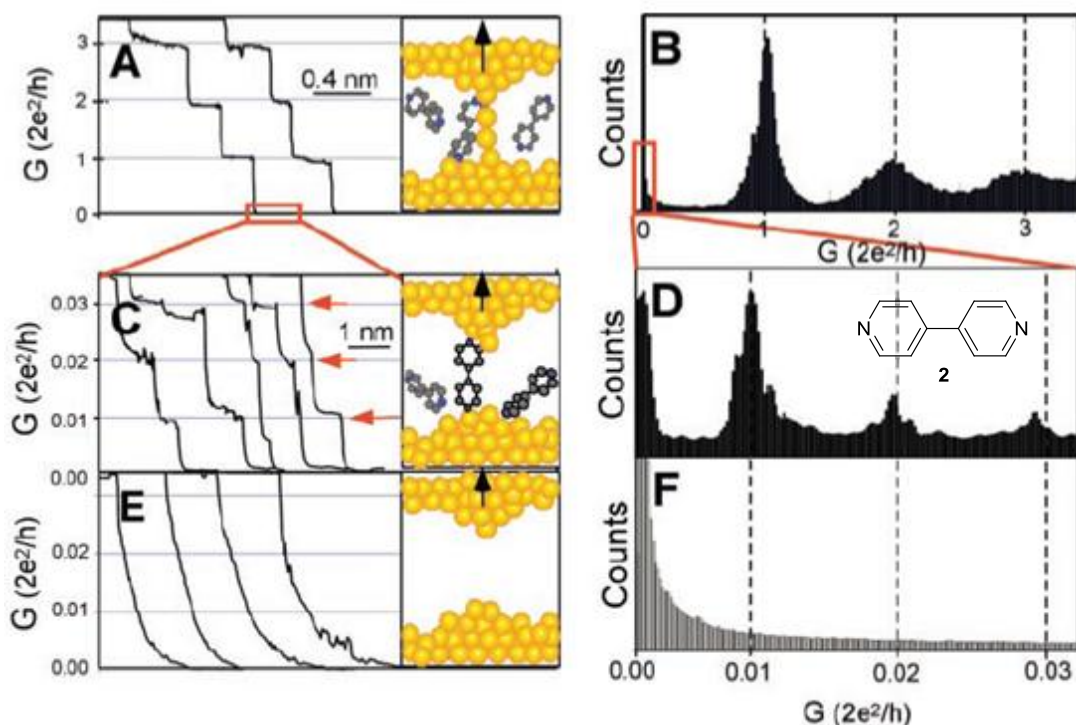 A
G (2e²/h)
3
2
1
0
0.4 nm
B
Counts
0
1
2
3
G (2e²/h)
C
G (2e²/h)
0.03
0.02
0.01
1 nm
D
Counts
N
N
2
E
G (2e²/h)
0.00
0.02
0.01
0.00
F
Counts
0.00
0.01
0.02
0.03
G (2e²/h)